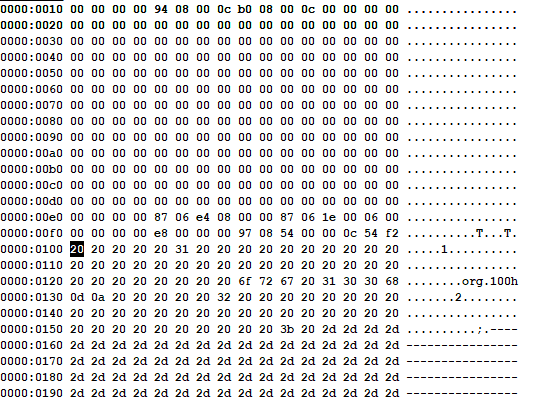 0000:0010 00 00 00 00 94 08 00 0c b0 08 00 0c 00 00 00 00 ................
0000:0020 00 00 00 00 00 00 00 00 00 00 00 00 00 00 00 00 ................
0000:0030 00 00 00 00 00 00 00 00 00 00 00 00 00 00 00 00 ................
0000:0040 00 00 00 00 00 00 00 00 00 00 00 00 00 00 00 00 ................
0000:0050 00 00 00 00 00 00 00 00 00 00 00 00 00 00 00 00 ................
0000:0060 00 00 00 00 00 00 00 00 00 00 00 00 00 00 00 00 ................
0000:0070 00 00 00 00 00 00 00 00 00 00 00 00 00 00 00 00 ................
0000:0080 00 00 00 00 00 00 00 00 00 00 00 00 00 00 00 00 ................
0000:0090 00 00 00 00 00 00 00 00 00 00 00 00 00 00 00 00 ................
0000:00a0 00 00 00 00 00 00 00 00 00 00 00 00 00 00 00 00 ................
0000:00b0 00 00 00 00 00 00 00 00 00 00 00 00 00 00 00 00 ................
0000:00c0 00 00 00 00 00 00 00 00 00 00 00 00 00 00 00 00 ................
0000:00d0 00 00 00 00 00 00 00 00 00 00 00 00 00 00 00 00 ................
0000:00e0 00 00 00 00 87 06 e4 08 00 00 87 06 1e 00 06 00 ................
0000:00f0 00 00 00 00 e8 00 00 00 97 08 54 00 00 0c 54 f2 ..........T...T.
0000:0100 20 20 20 20 20 31 20 20 20 20 20 20 20 20 20 20 .....1..........
0000:0110 20 20 20 20 20 20 20 20 20 20 20 20 20 20 20 20 ................
0000:0120 20 20 20 20 20 20 20 20 6f 72 67 20 31 30 30 68 ........org.100h
0000:0130 0d 0a 20 20 20 20 20 32 20 20 20 20 20 20 20 20 .......2........
0000:0140 20 20 20 20 20 20 20 20 20 20 20 20 20 20 20 20 ................
0000:0150 20 20 20 20 20 20 20 20 20 20 3b 20 2d 2d 2d 2d ..........;.----
0000:0160 2d 2d 2d 2d 2d 2d 2d 2d 2d 2d 2d 2d 2d 2d 2d 2d ----------------
0000:0170 2d 2d 2d 2d 2d 2d 2d 2d 2d 2d 2d 2d 2d 2d 2d 2d ----------------
0000:0180 2d 2d 2d 2d 2d 2d 2d 2d 2d 2d 2d 2d 2d 2d 2d 2d ----------------
0000:0190 2d 2d 2d 2d 2d 2d 2d 2d 2d 2d 2d 2d 2d 2d 2d 2d ----------------